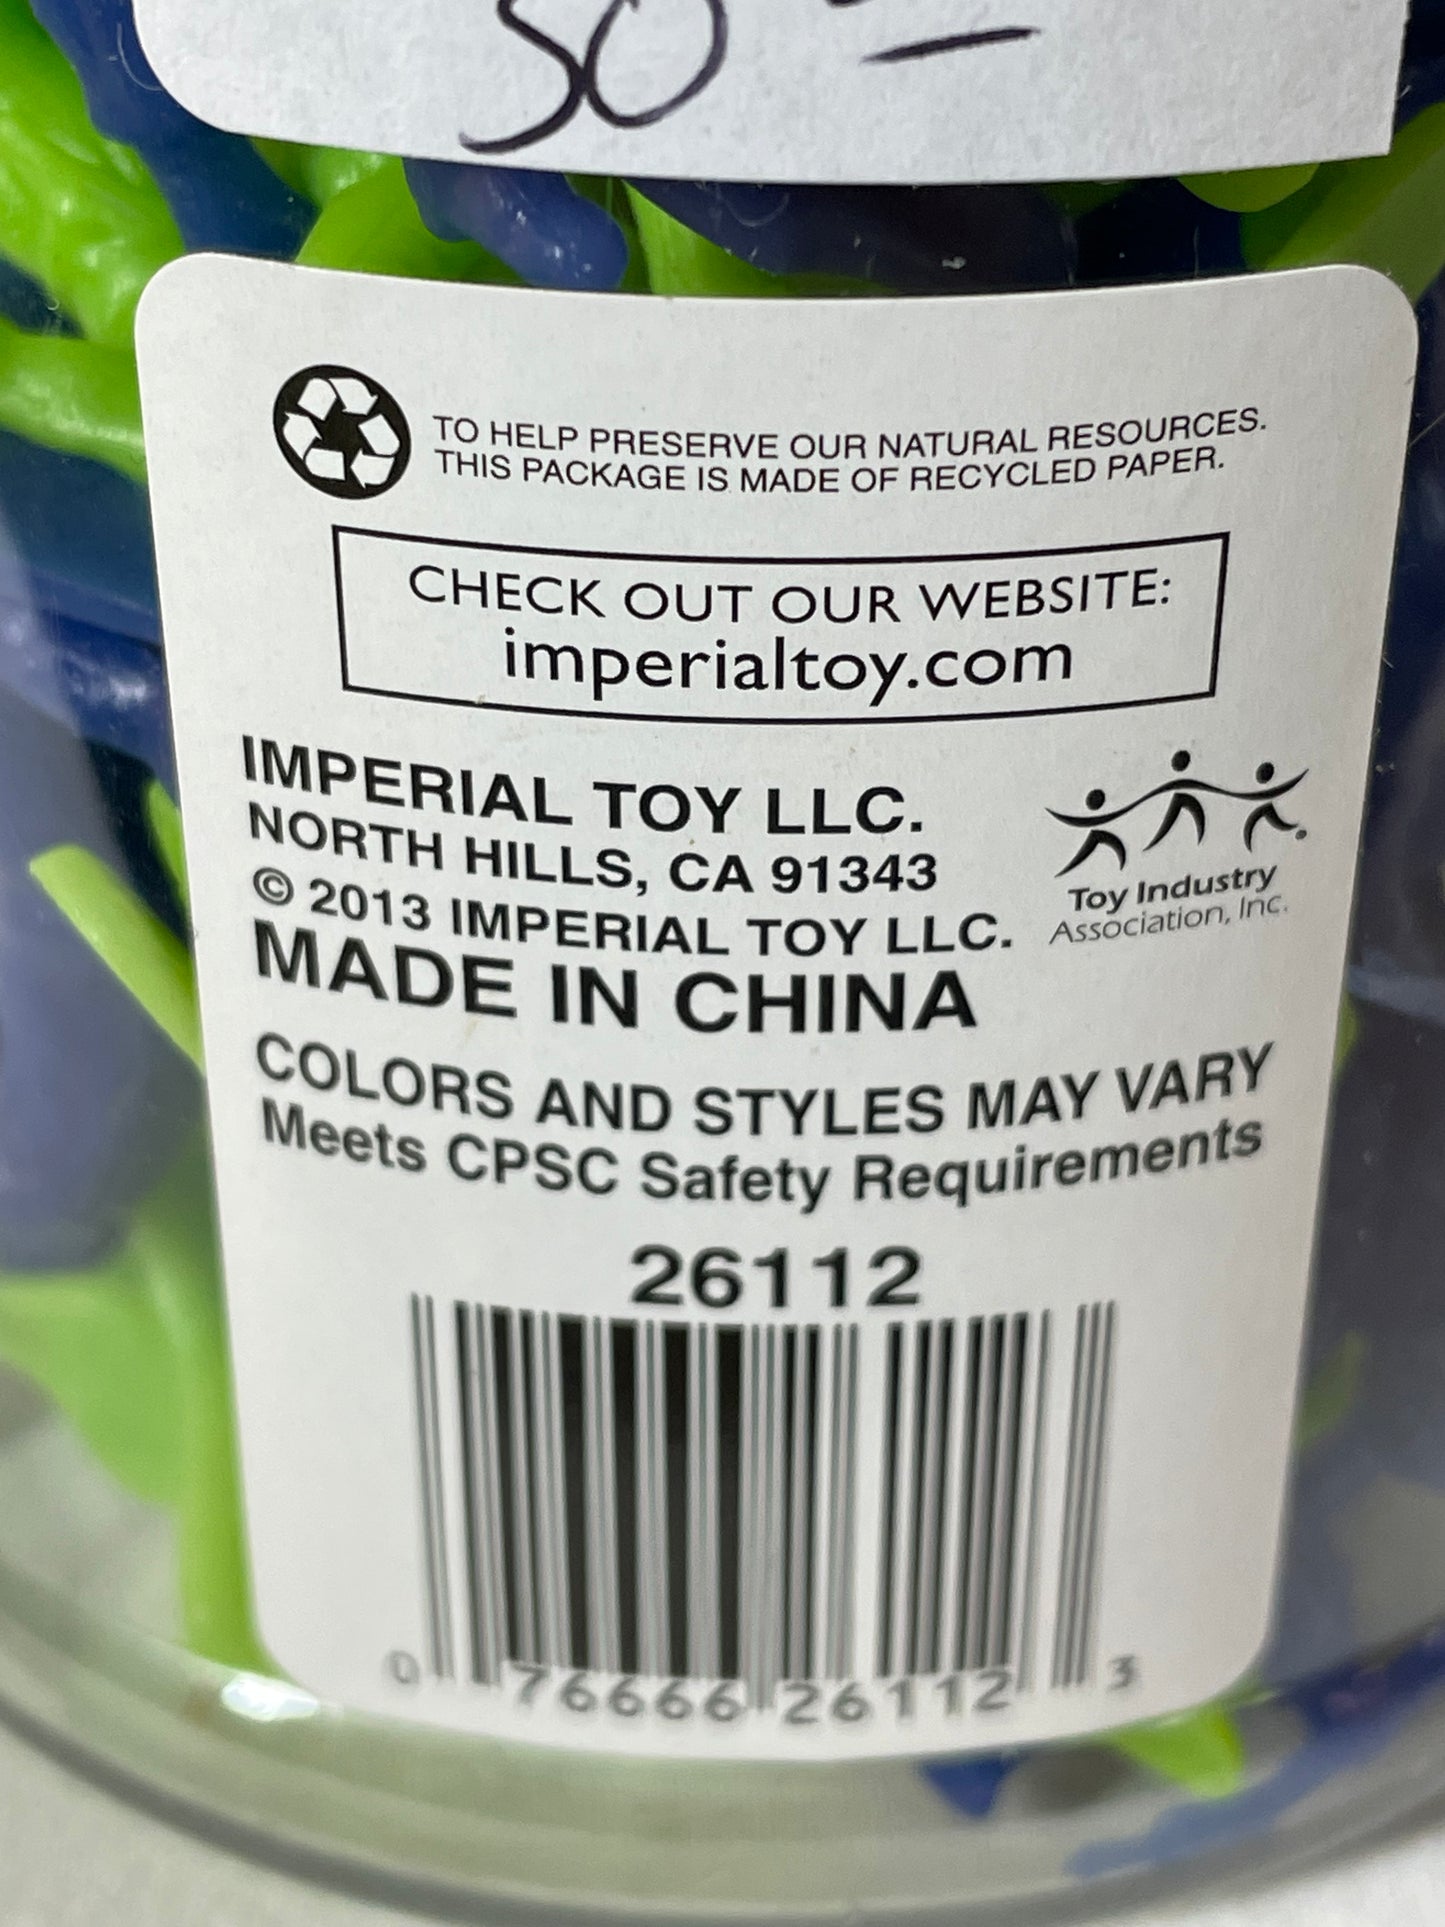 50
TO HELP PRESERVE OUR NATURAL RESOURCES.
THIS PACKAGE IS MADE OF RECYCLED PAPER.
CHECK OUT OUR WEBSITE:
imperialtoy.com
IMPERIAL TOY LLC.
NORTH HILLS, CA 91343
© 2013 IMPERIAL TOY LLC.
MADE IN CHINA
Toy Industry
Association, Inc.
COLORS AND STYLES MAY VARY
Meets CPSC Safety Requirements
26112
0 76666 26112 3